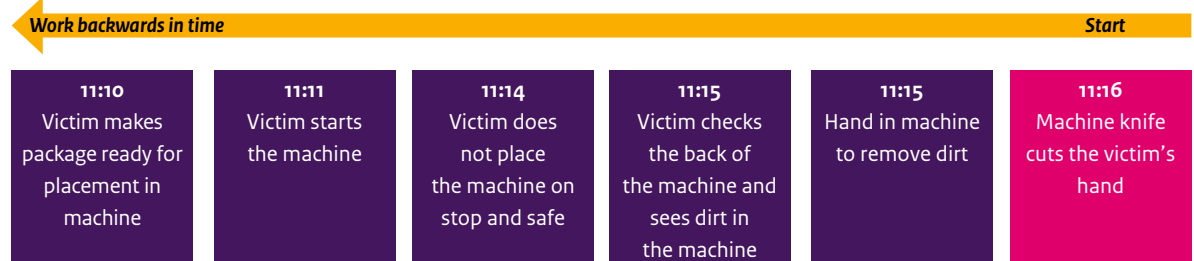 Work backwards in time
Start
11:10
Victim makes
package ready for
placement in
machine
11:11
Victim starts
the machine
11:14
Victim does
not place
the machine on
stop and safe
11:15
Victim checks
the back of
the machine and
sees dirt in
the machine
11:15
Hand in machine
to remove dirt
11:16
Machine knife
cuts the victim's
hand